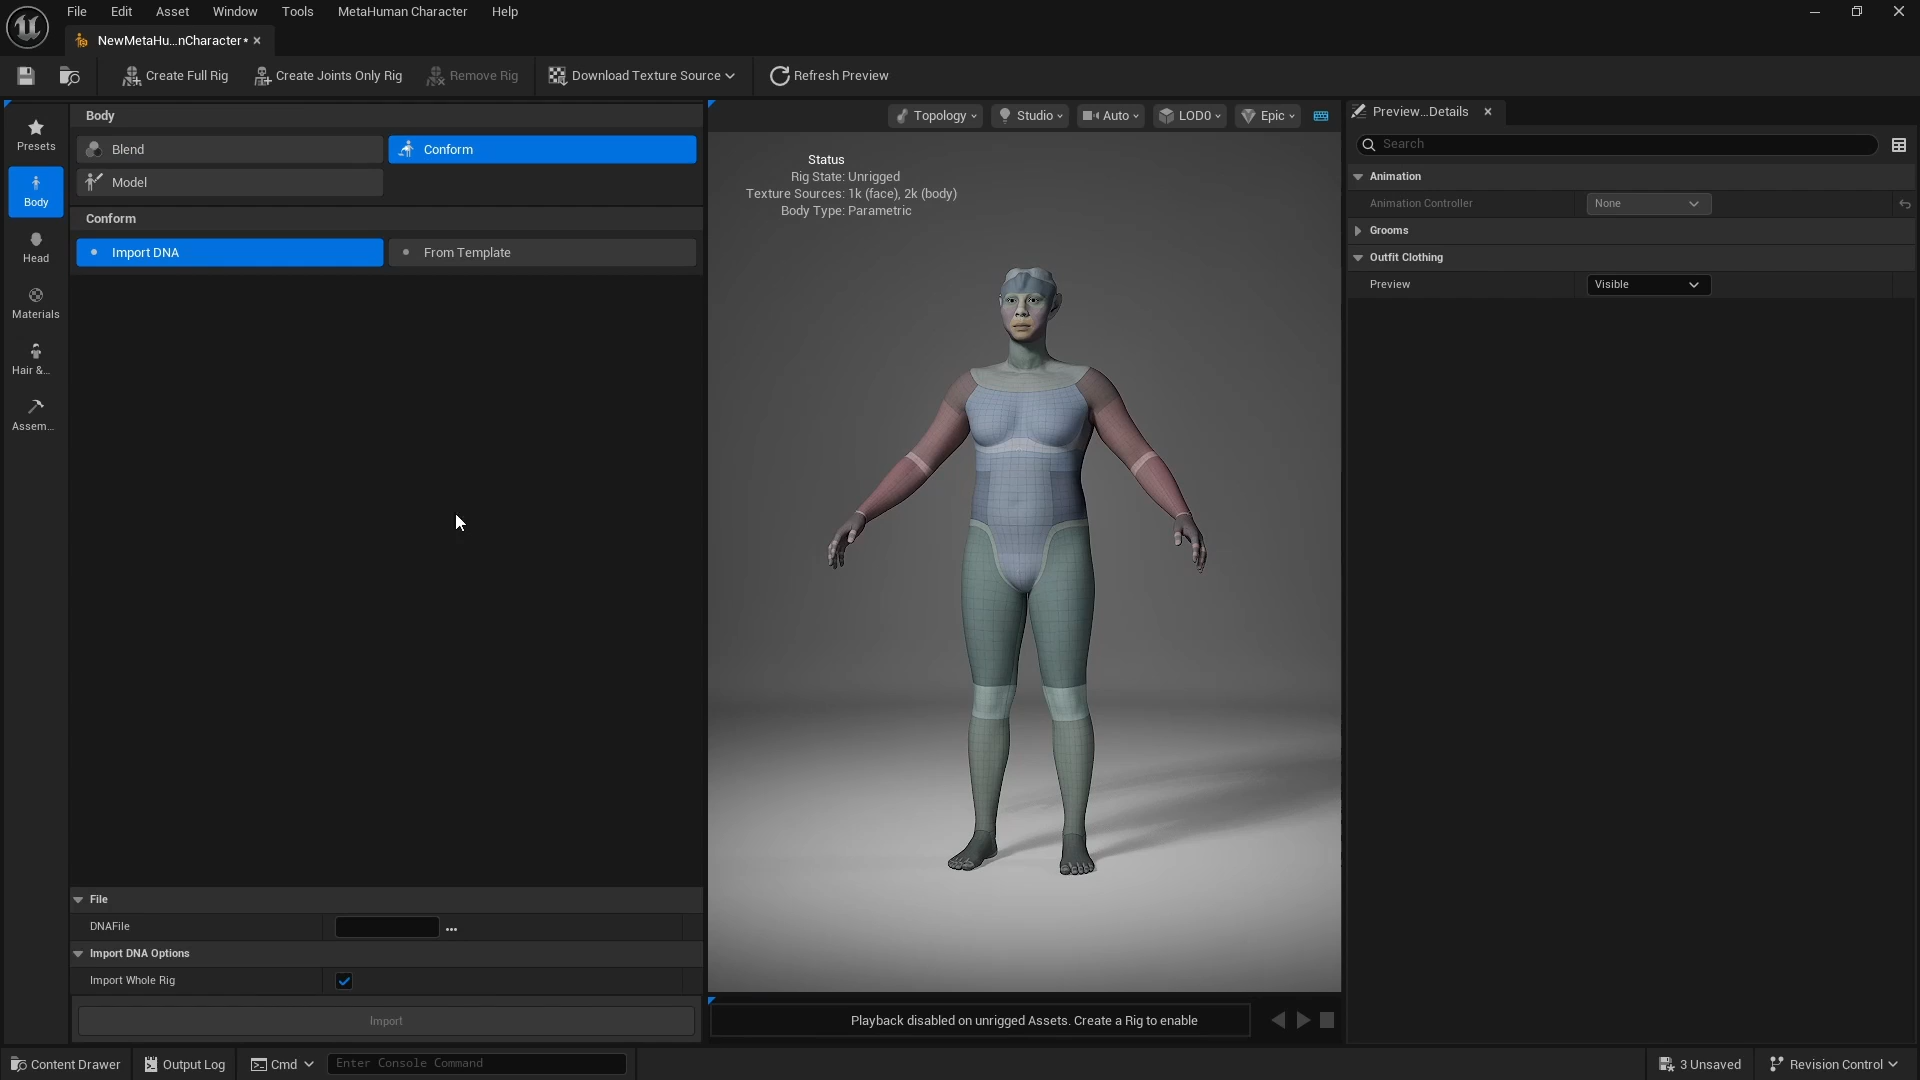 File Edit Asset Window Tools MetaHuman Character Help
NewMetaHu...nCharacter*
Create Full Rig Create Joints Only Rig Remove Rig Download Texture Source Refresh Preview
Presets
Body
Head
Materials
Hair &...
Assem...
Body
Blend Conform
Model
Conform
Import DNA From Template
File
DNAFile ...
Import DNA Options
Import Whole Rig
Import
Topology Studio Auto LOD0 Epic
Status
Rig State: Unrigged
Texture Sources: 1k (face), 2k (body)
Body Type: Parametric
Playback disabled on unrigged Assets. Create a Rig to enable
Preview...Details
Search
Animation
Animation Controller None
Grooms
Outfit Clothing
Preview Visible
Content Drawer Output Log Cmd Enter Console Command 3 Unsaved Revision Control